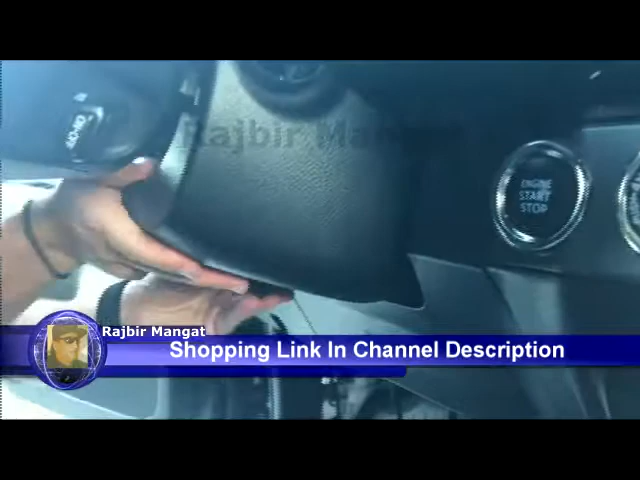 Rajbir Mangat
ENGINE
START
STOP
Rajbir Mangat
Shopping Link In Channel Description